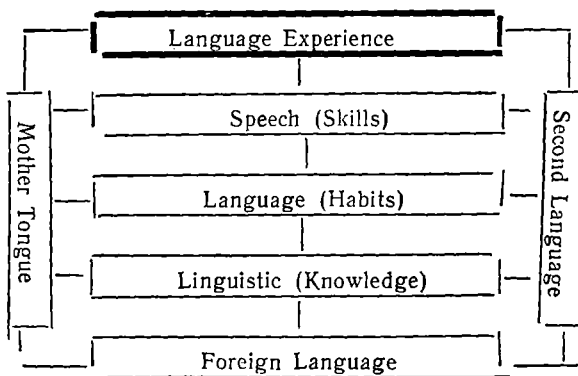 Language Experience
Speech (Skills)
Mother Tongue
Second Language
Language (Habits)
Linguistic (Knowledge)
Foreign Language